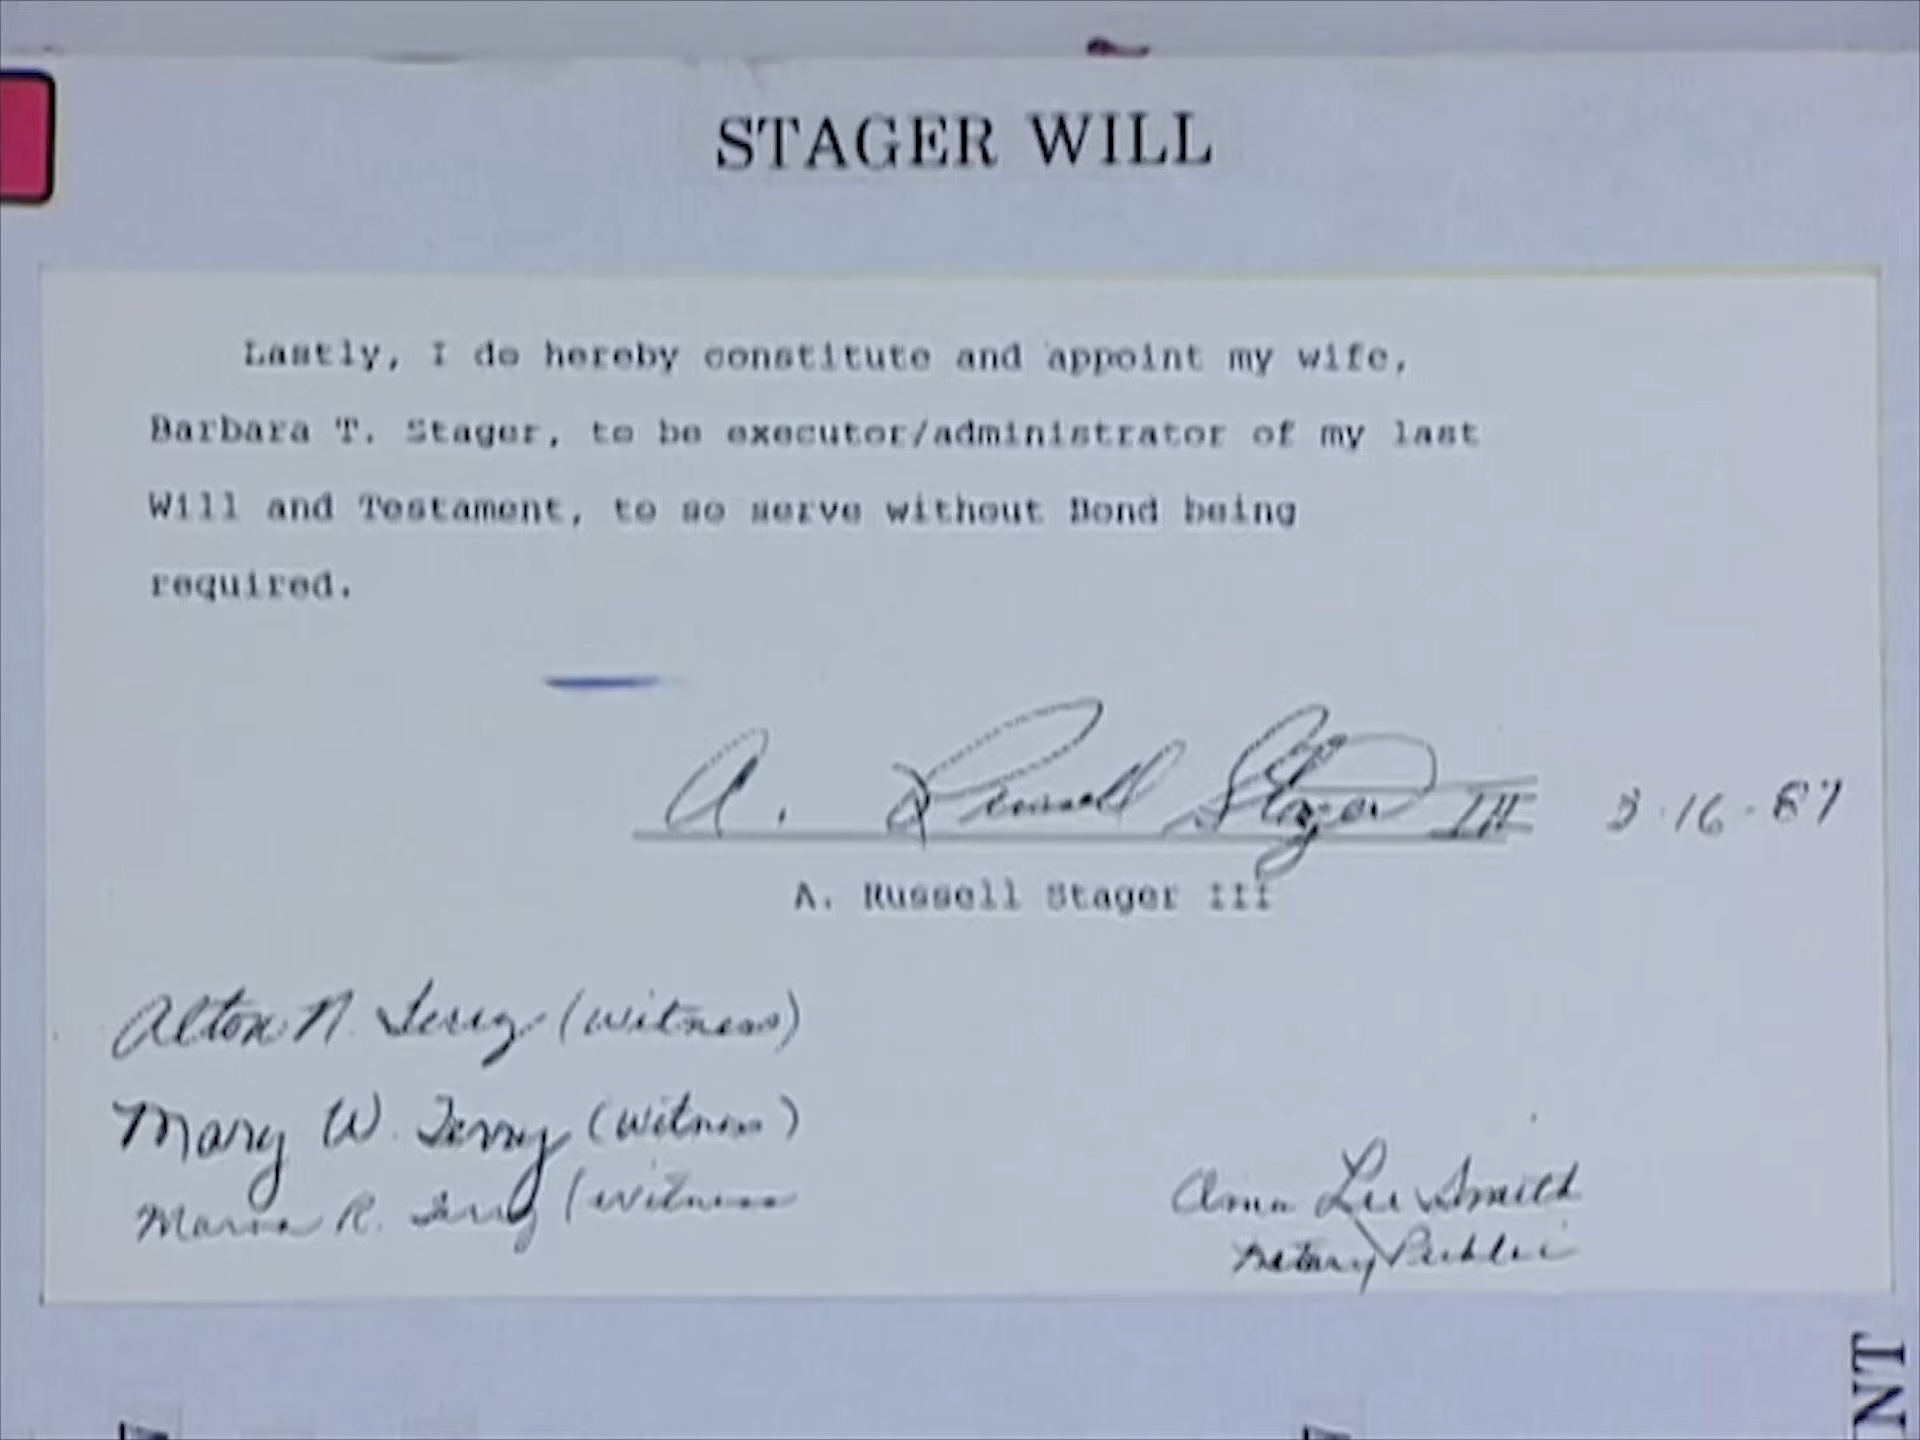 STAGER WILL
Lastly, I do hereby constitute and appoint my wife,
Barbara T. Stager, to be executor/administrator of my last
Will and Testament, to so serve without Bond being
required.
A. Russell Stager III 3-16-87
A. Russell Stager III
Alton N. Terry (witness)
Mary W. Terry (witness)
R. Terry (witness
Lee Smith
Notary Public
NT